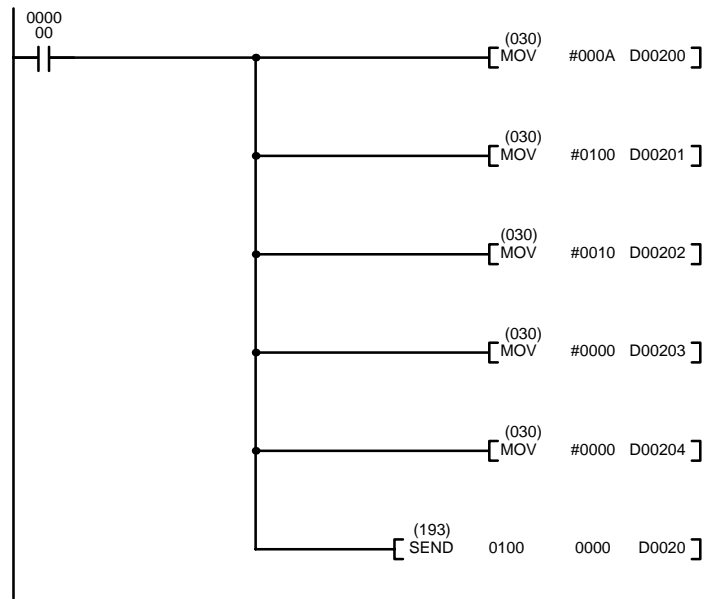 0000
00
(030)
MOV #000A D00200
(030)
MOV #0100 D00201
(030)
MOV #0010 D00202
(030)
MOV #0000 D00203
(030)
MOV #0000 D00204
(193)
SEND 0100 0000 D0020